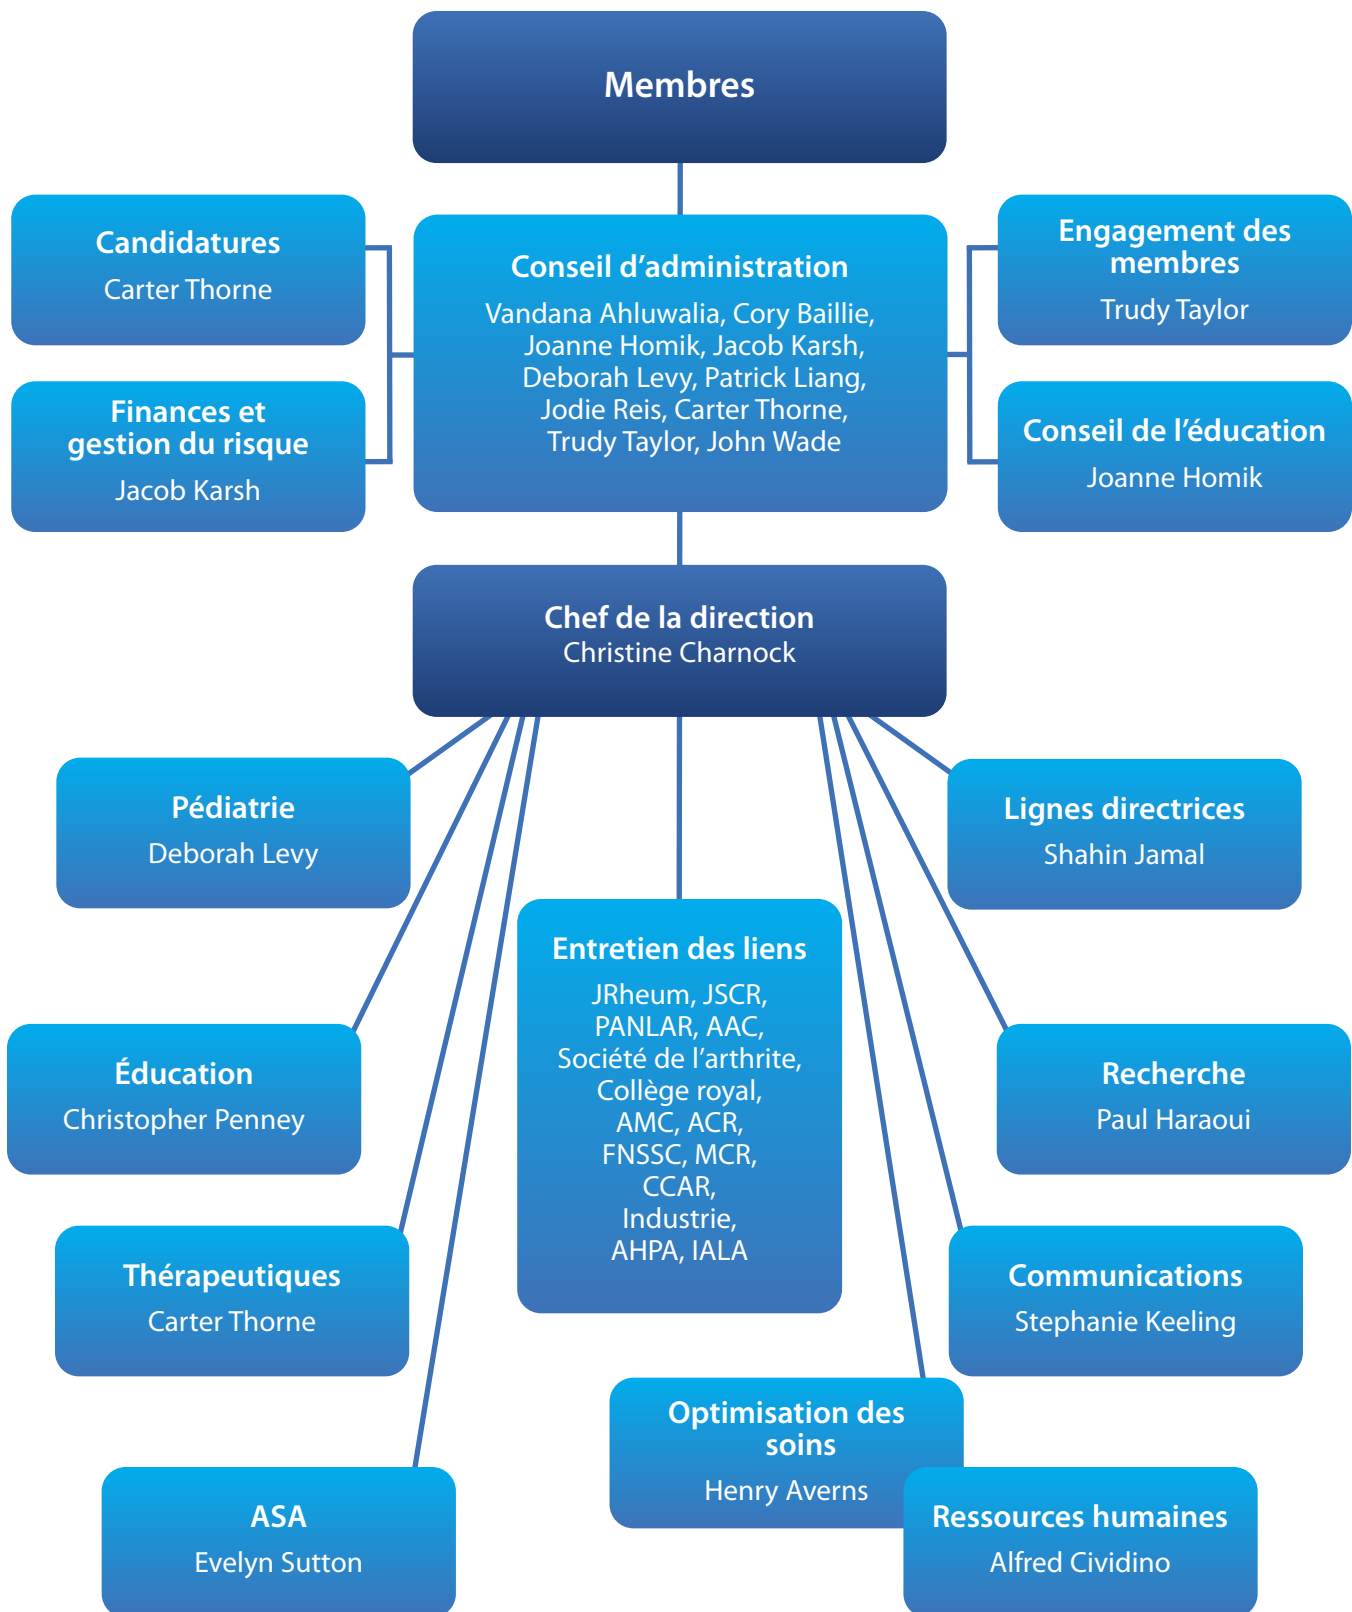 Membres
Candidatures
Carter Thorne
Finances et
gestion du risque
Jacob Karsh
Conseil d’administration
Vandana Ahluwalia, Cory Baillie,
Joanne Homik, Jacob Karsh,
Deborah Levy, Patrick Liang,
Jodie Reis, Carter Thorne,
Trudy Taylor, John Wade
Engagement des
membres
Trudy Taylor
Conseil de l’éducation
Joanne Homik
Chef de la direction
Christine Charnock
Pédiatrie
Deborah Levy
Lignes directrices
Shahin Jamal
Entretien des liens
JRheum, JSCR,
PANLAR, AAC,
Société de l’arthrite,
Collège royal,
AMC, ACR,
FNSSC, MCR,
CCAR,
Industrie,
AHPA, IALA
Éducation
Christopher Penney
Recherche
Paul Haraoui
Thérapeutiques
Carter Thorne
Communications
Stephanie Keeling
Optimisation des
soins
Henry Averns
ASA
Evelyn Sutton
Ressources humaines
Alfred Cividino